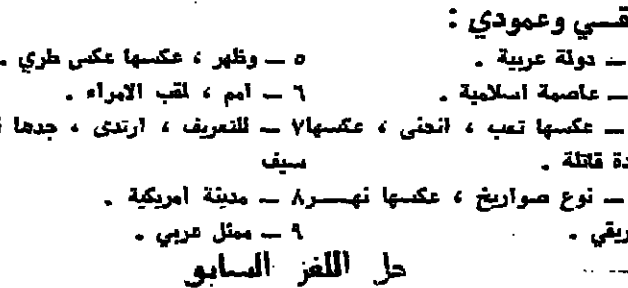 قسي وعمودي :
— دولة عربية .
— عاصمة اسلامية .
— عكسها تعب ، انحنى ، عكسها
دة قاتلة .
— نوع صواريخ ، عكسها نهـــر
ريقي .
٥ — وظهر ، عكسها عكس طري .
٦ — امم ، لقب الامراء .
٧ — للتعريف ، ارتدى ، جدها
سيف
٨ — مدينة امريكية .
٩ — ممثل عربي .
حل اللغز السابق